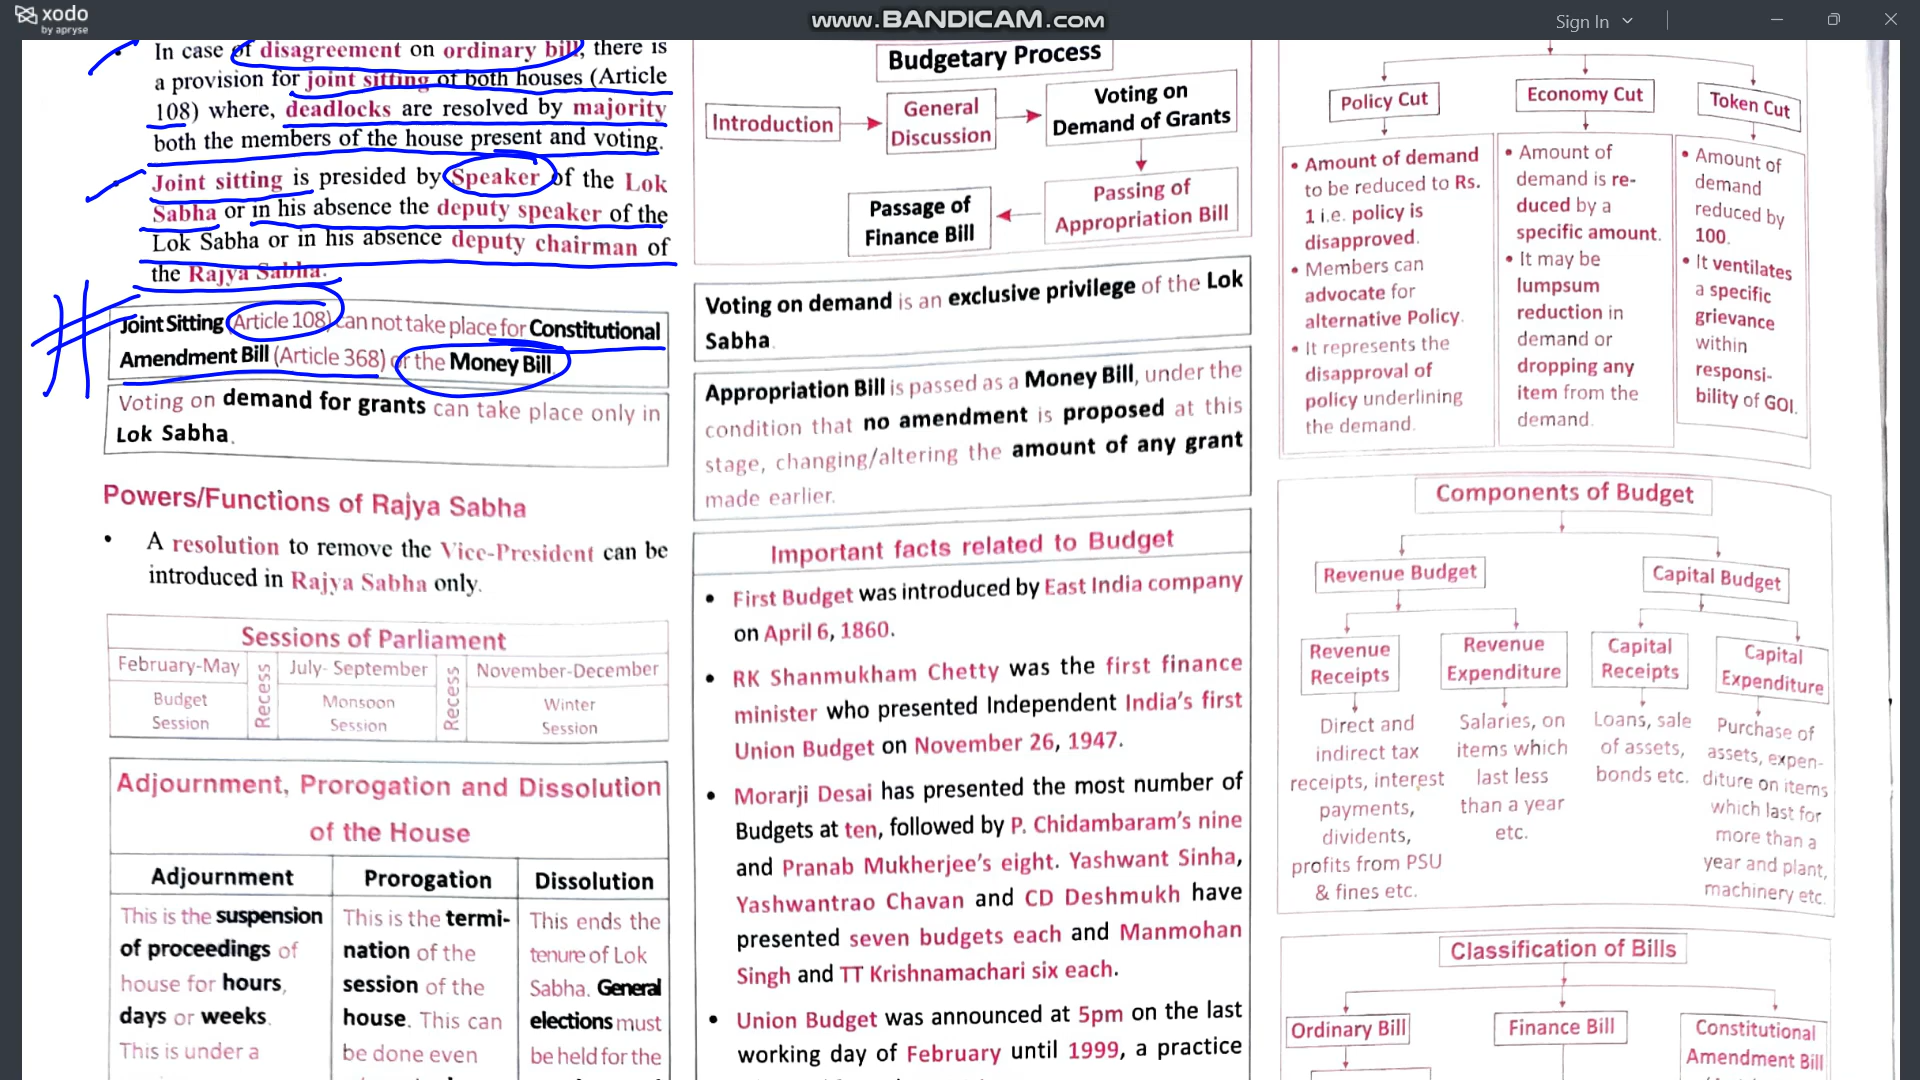 xodo
by apryse
www.BANDICAM.com
Sign In
• In case of disagreement on ordinary bill, there is
a provision for joint sitting of both houses (Article
108) where, deadlocks are resolved by majority
both the members of the house present and voting.
Joint sitting is presided by Speaker of the Lok
Sabha or in his absence the deputy speaker of the
Lok Sabha or in his absence deputy chairman of
the Rajya Sabha.
Joint Sitting (Article 108) can not take place for Constitutional
Amendment Bill (Article 368) or the Money Bill
Voting on demand for grants can take place only in
Lok Sabha.
Powers/Functions of Rajya Sabha
• A resolution to remove the Vice-President can be
introduced in Rajya Sabha only.
Sessions of Parliament
February-May
Recess
July- September
Recess
November-December
Budget
Session
Monsoon
Session
Winter
Session
Adjournment, Prorogation and Dissolution
of the House
Adjournment
Prorogation
Dissolution
This is the suspension
of proceedings of
house for hours,
days or weeks.
This is under a
This is the termi-
nation of the
session of the
house. This can
be done even
This ends the
tenure of Lok
Sabha. General
elections must
be held for the
Budgetary Process
Introduction
General
Discussion
Voting on
Demand of Grants
Passing of
Appropriation Bill
Passage of
Finance Bill
Voting on demand is an exclusive privilege of the Lok
Sabha.
Appropriation Bill is passed as a Money Bill, under the
condition that no amendment is proposed at this
stage, changing/altering the amount of any grant
made earlier.
Important facts related to Budget
• First Budget was introduced by East India company
on April 6, 1860.
• RK Shanmukham Chetty was the first finance
minister who presented Independent India's first
Union Budget on November 26, 1947.
• Morarji Desai has presented the most number of
Budgets at ten, followed by P. Chidambaram's nine
and Pranab Mukherjee's eight. Yashwant Sinha,
Yashwantrao Chavan and CD Deshmukh have
presented seven budgets each and Manmohan
Singh and TT Krishnamachari six each.
• Union Budget was announced at 5pm on the last
working day of February until 1999, a practice
Policy Cut
Economy Cut
Token Cut
• Amount of demand
to be reduced to Rs.
1 i.e. policy is
disapproved.
• Members can
advocate for
alternative Policy.
• It represents the
disapproval of
policy underlining
the demand.
• Amount of
demand is re-
duced by a
specific amount.
• It may be
lumpsum
reduction in
demand or
dropping any
item from the
demand.
• Amount of
demand
reduced by
100.
• It ventilates
a specific
grievance
within
responsi-
bility of GOI.
Components of Budget
Revenue Budget
Capital Budget
Revenue
Receipts
Revenue
Expenditure
Capital
Receipts
Capital
Expenditure
Direct and
indirect tax
receipts, interest
payments,
dividents,
profits from PSU
& fines etc.
Salaries, on
items which
last less
than a year
etc.
Loans, sale
of assets,
bonds etc.
Purchase of
assets, expen-
diture on items
which last for
more than a
year and plant,
machinery etc.
Classification of Bills
Ordinary Bill
Finance Bill
Constitutional
Amendment Bill